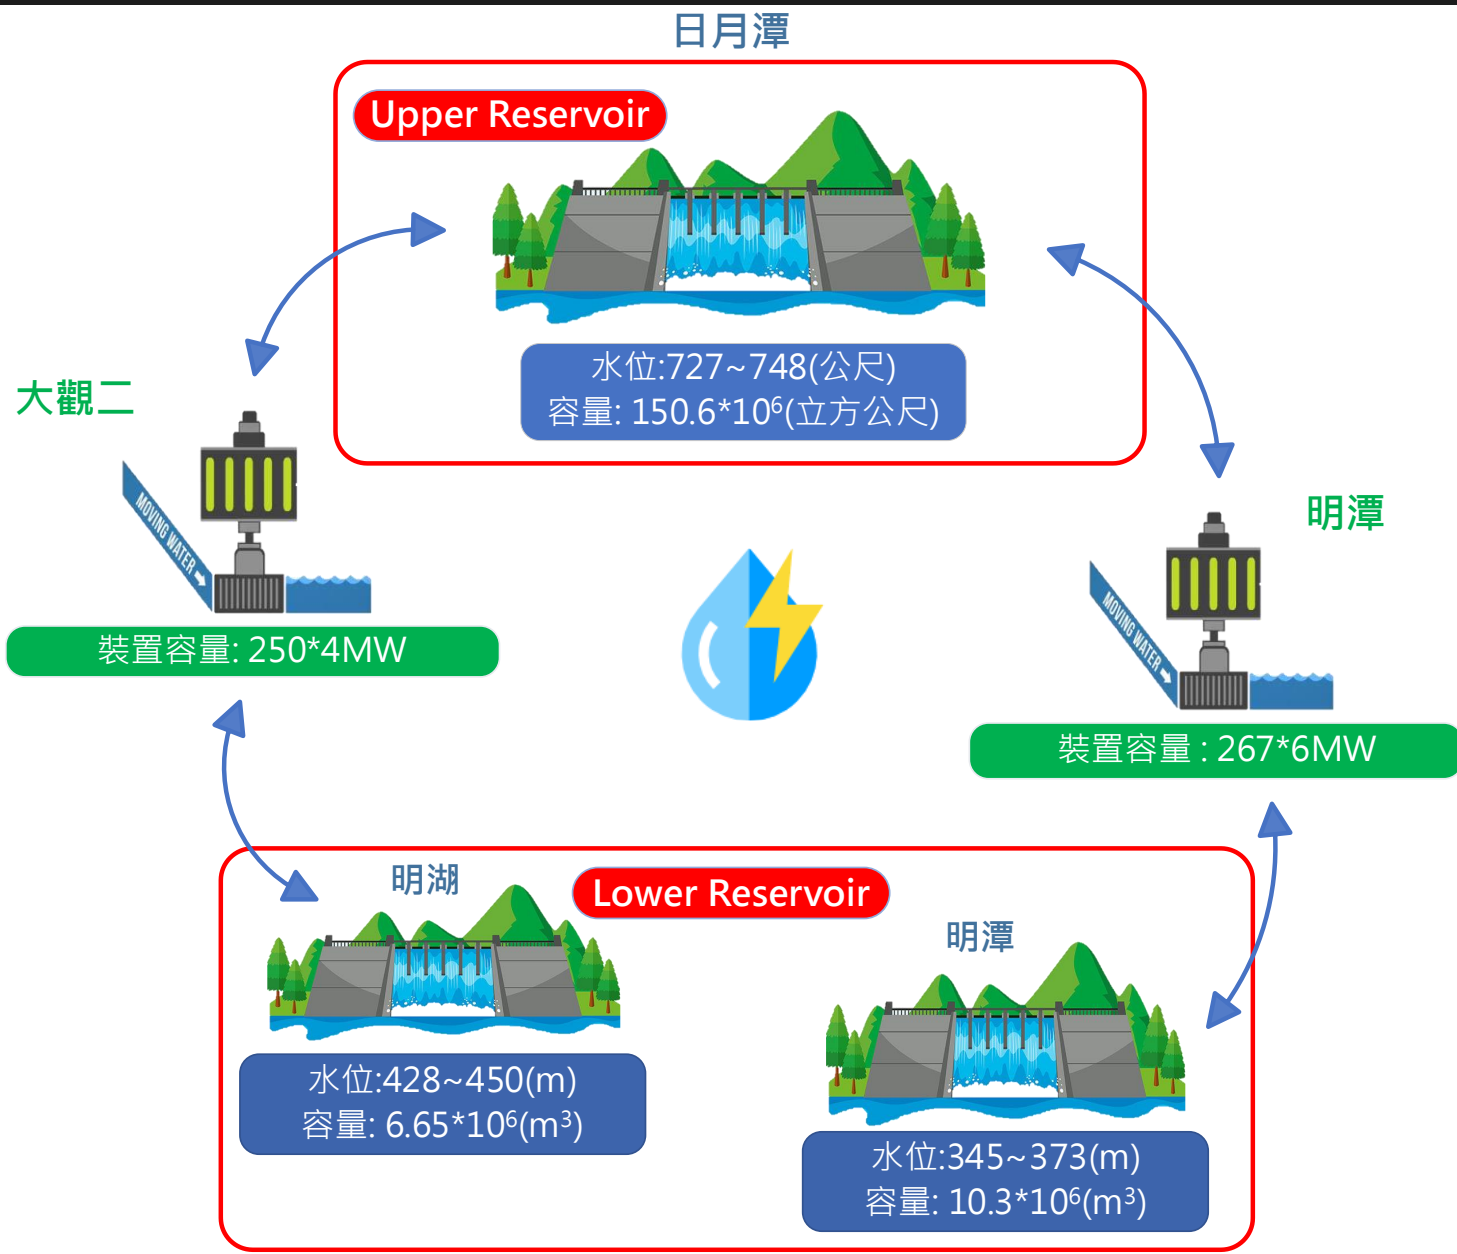 日月潭
Upper Reservoir
水位:727~748(公尺)
容量: 150.6*10⁶(立方公尺)
大觀二
MOVING WATER
裝置容量: 250*4MW
明潭
MOVING WATER
裝置容量 : 267*6MW
Lower Reservoir
明湖
水位:428~450(m)
容量: 6.65*10⁶(m³)
明潭
水位:345~373(m)
容量: 10.3*10⁶(m³)